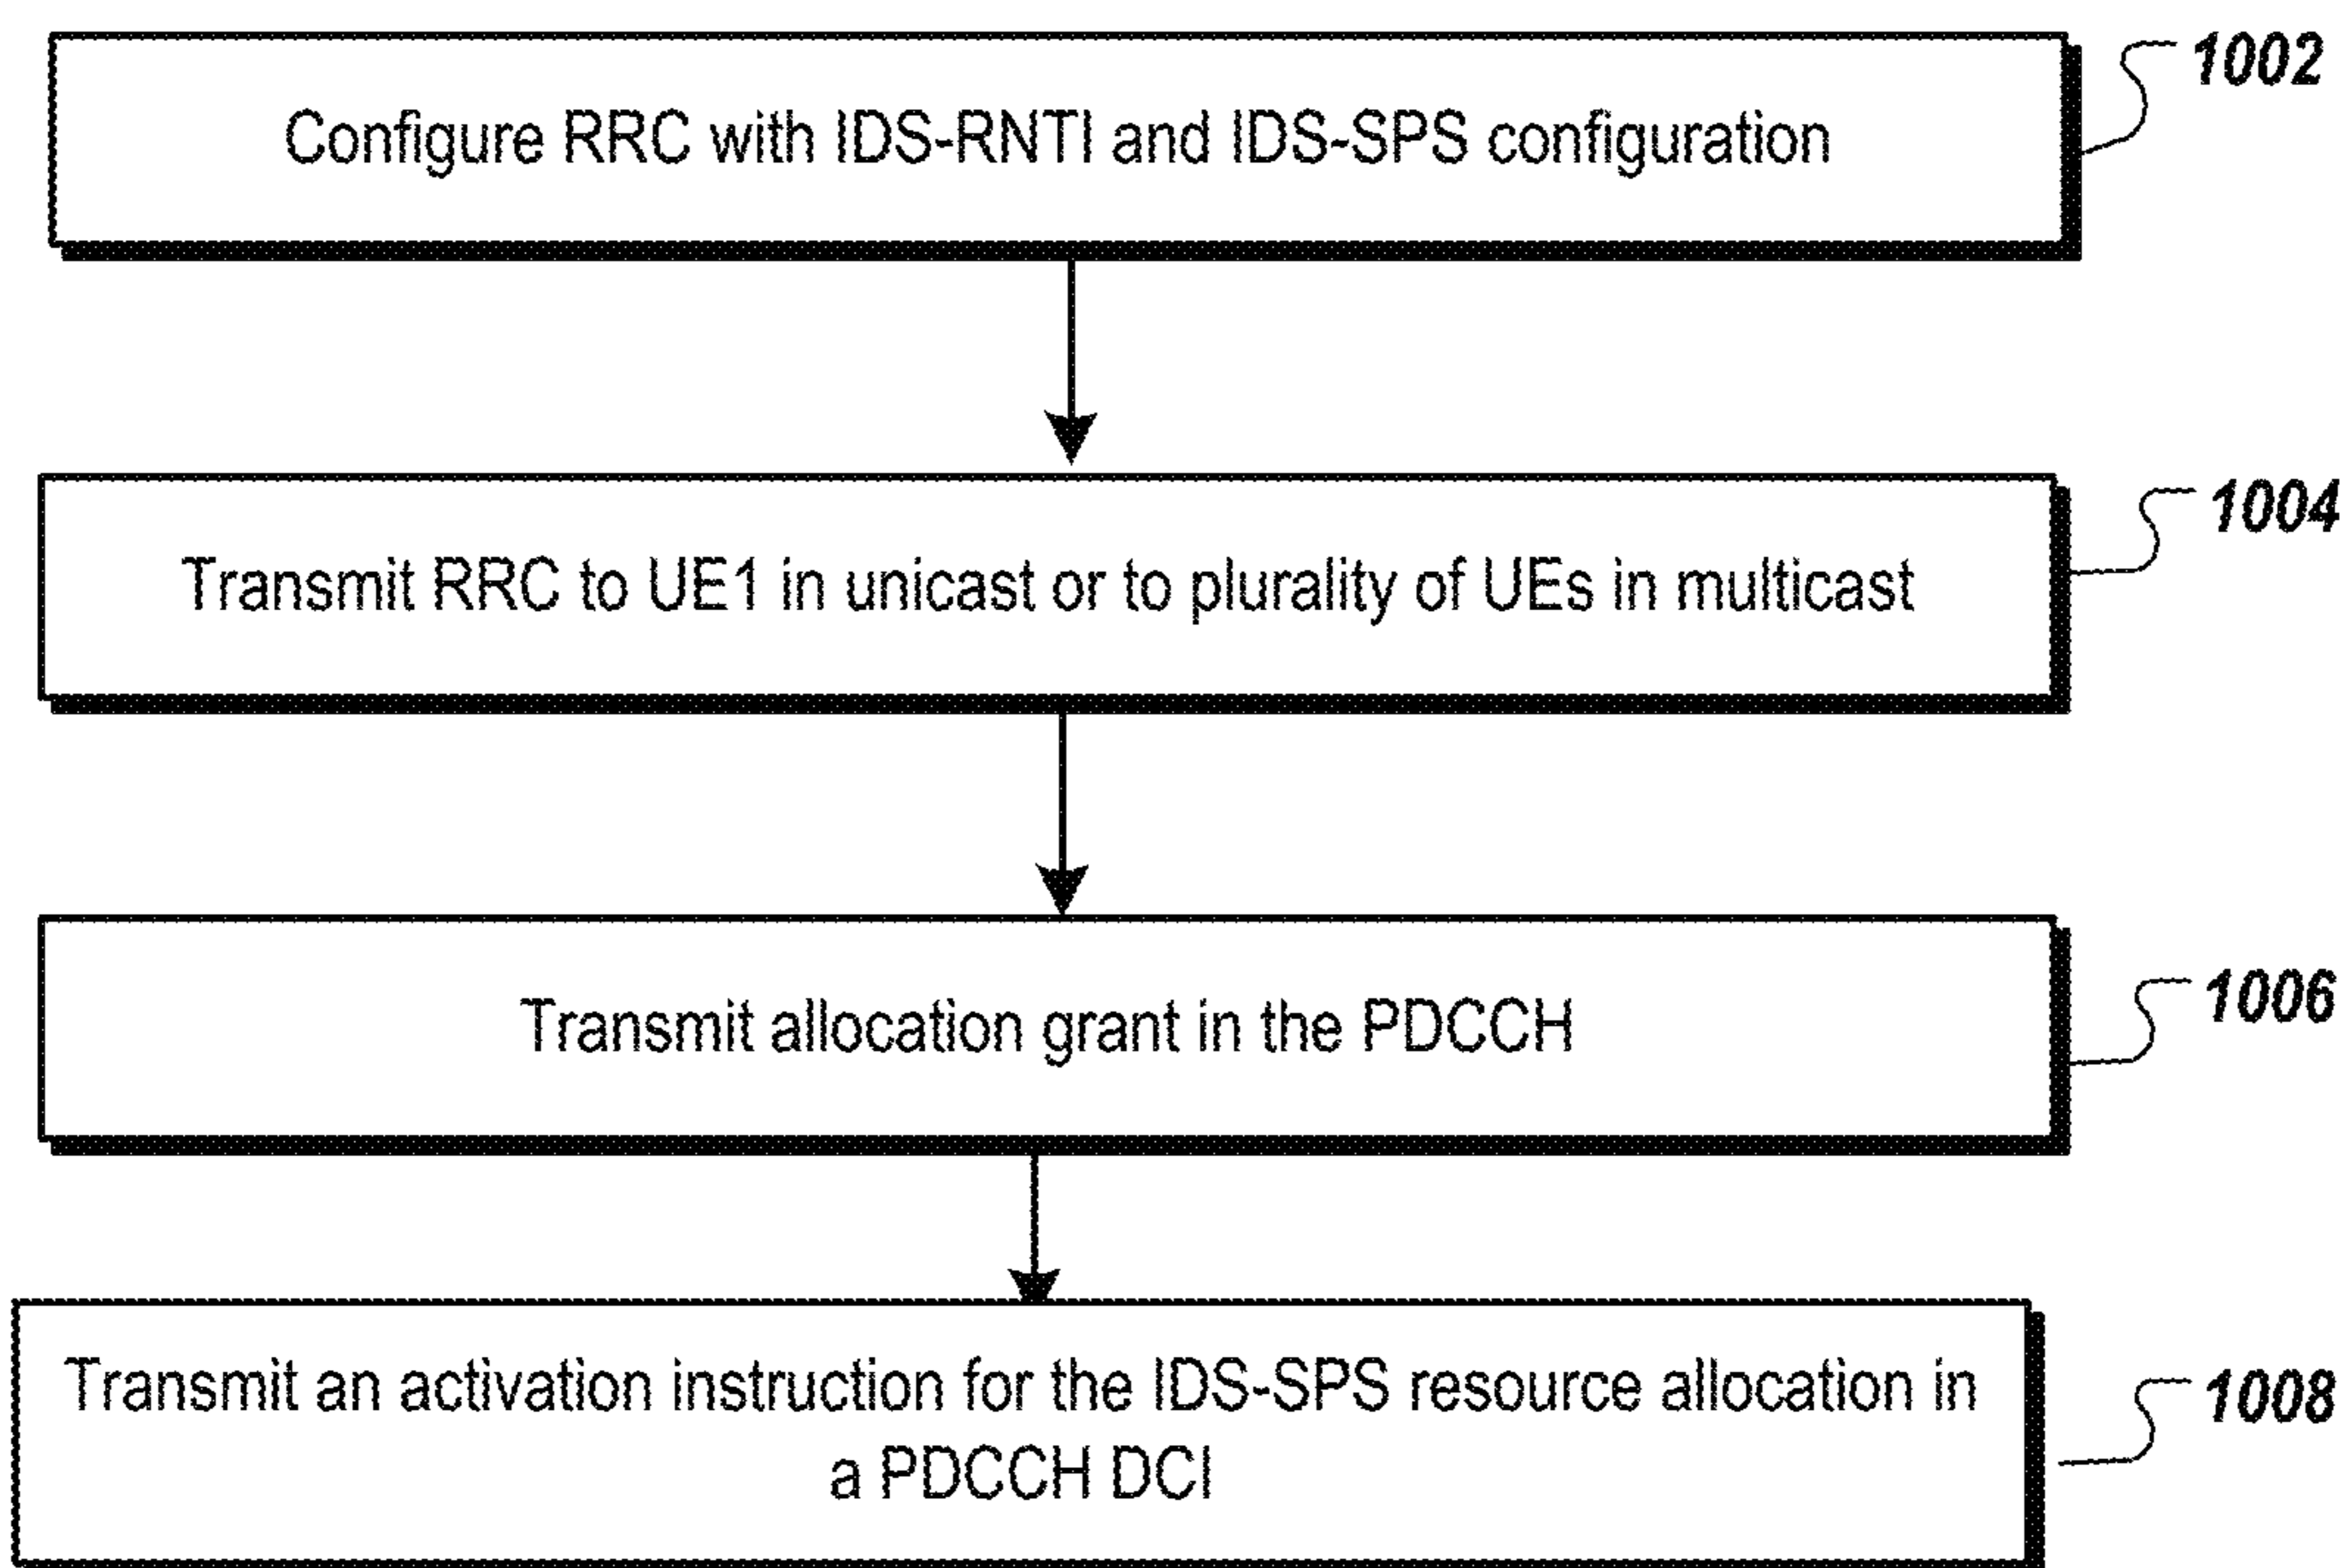 Configure RRC with IDS-RNTI and IDS-SPS configuration
1002
Transmit RRC to UE1 in unicast or to plurality of UEs in multicast
1004
Transmit allocation grant in the PDCCH
1006
Transmit an activation instruction for the IDS-SPS resource allocation in
a PDCCH DCI
1008